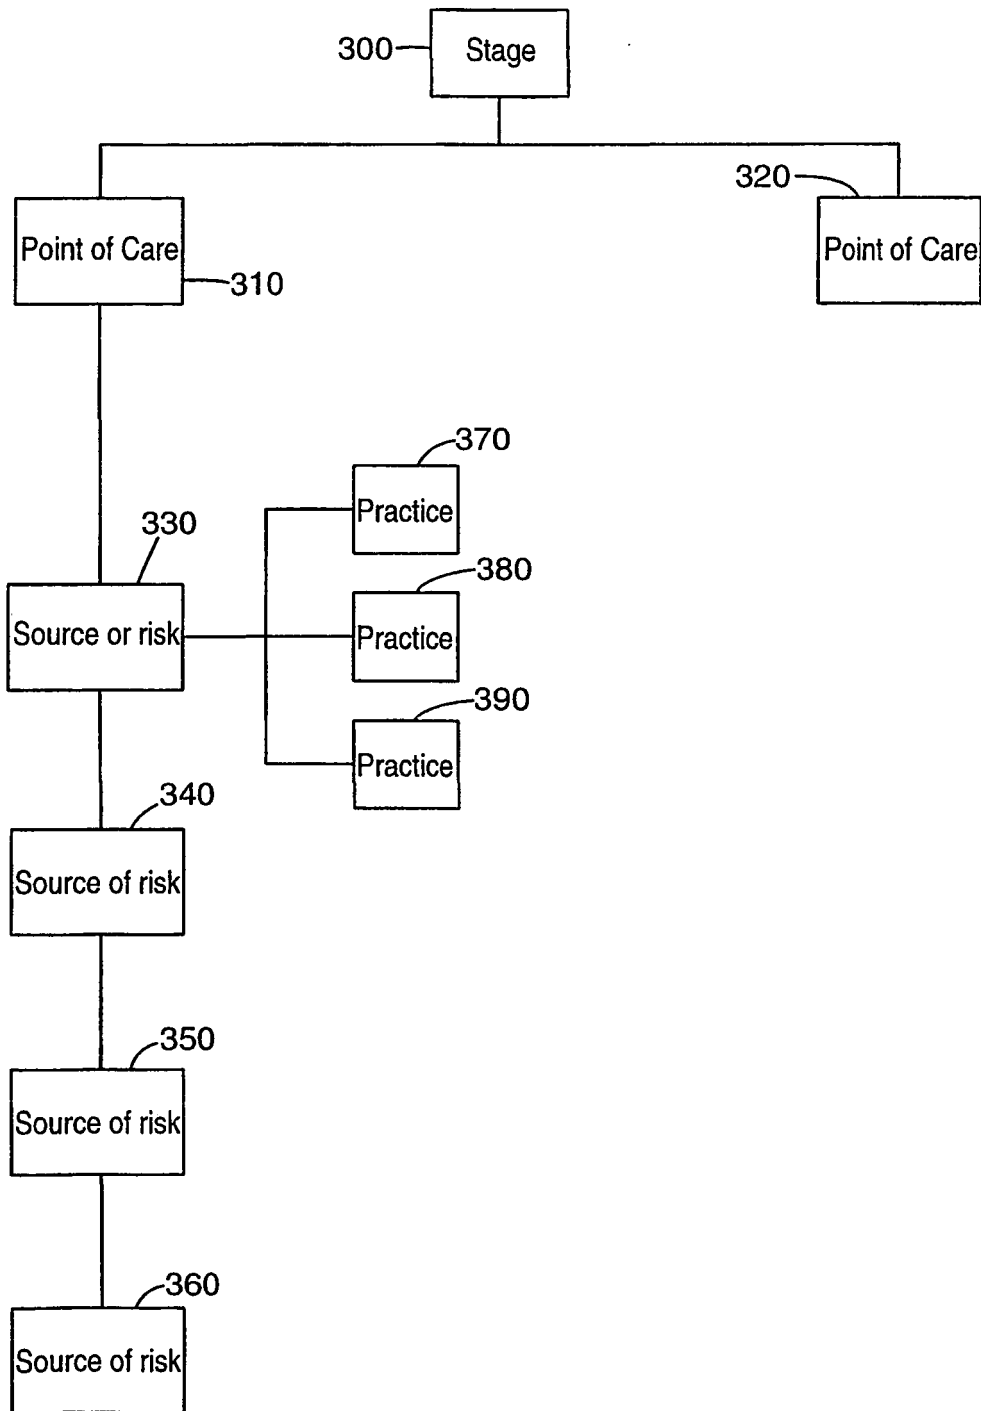 300
Stage
320
Point of Care
310
Point of Care
370
Practice
330
380
Source or risk
Practice
390
Practice
340
Source of risk
350
Source of risk
360
Source of risk